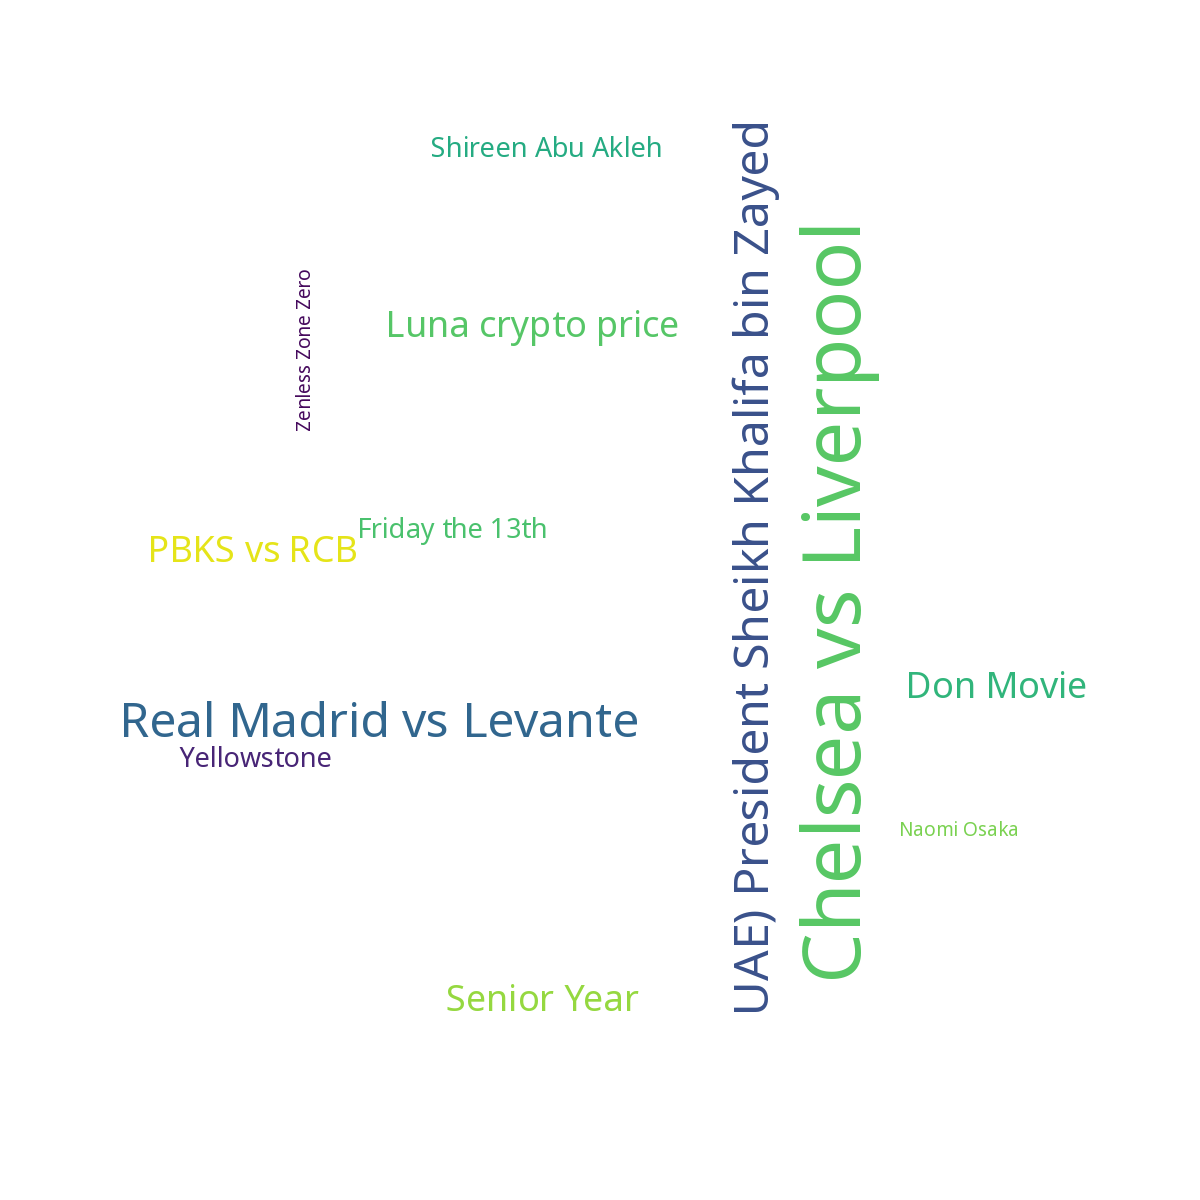 Shireen Abu Akleh
UAE) President Sheikh Khalifa bin Zayed
Chelsea vs Liverpool
Zenless Zone Zero
Luna crypto price
Friday the 13th
PBKS vs RCB
Don Movie
Real Madrid vs Levante
Yellowstone
Naomi Osaka
Senior Year